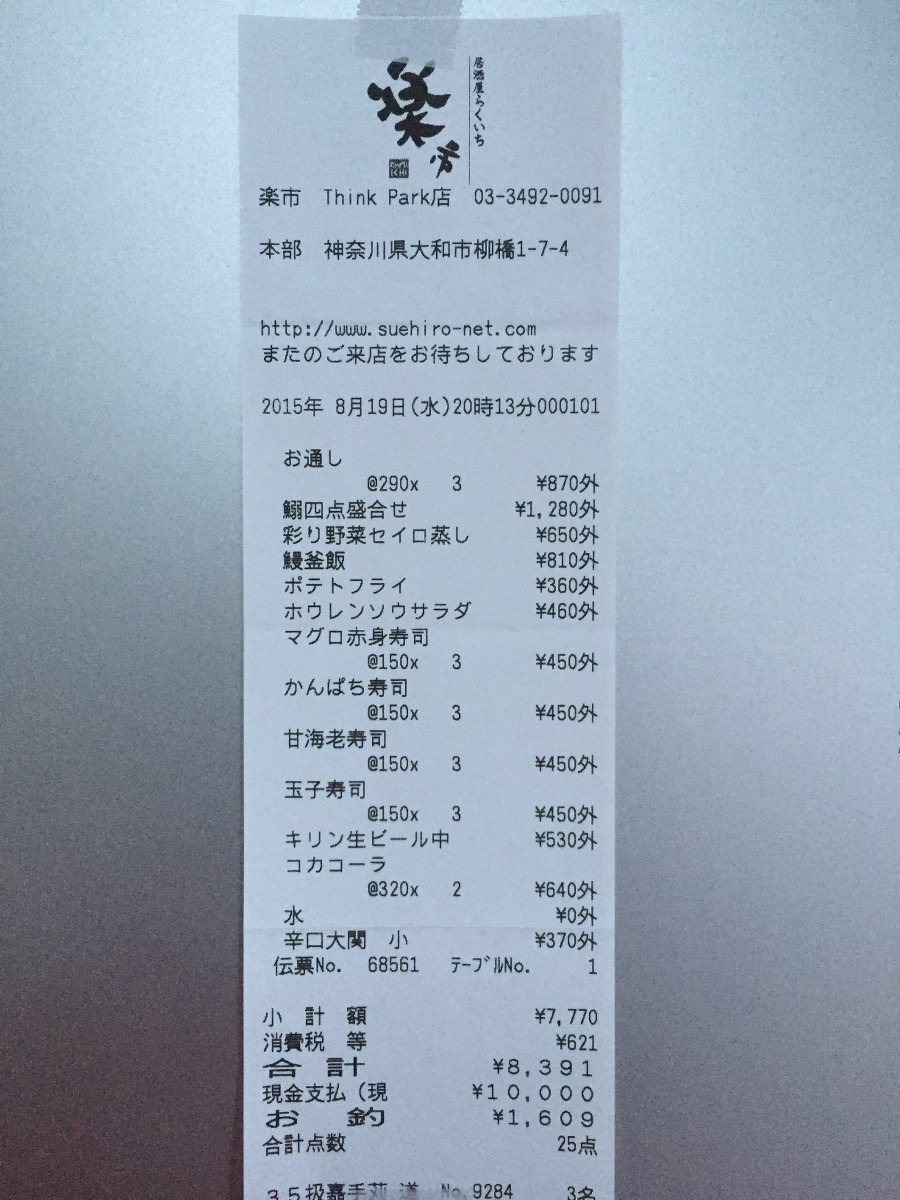 楽市
居酒屋らくいち
楽市 Think Park店 03-3492-0091
本部 神奈川県大和市柳橋1-7-4
http://www.suehiro-net.com
またのご来店をお待ちしております
2015年 8月19日(水)20時13分000101
お通し
@290x 3 ¥870外
鰯四点盛合せ ¥1,280外
彩り野菜セイロ蒸し ¥650外
鰻釜飯 ¥810外
ポテトフライ ¥360外
ホウレンソウサラダ ¥460外
マグロ赤身寿司
@150x 3 ¥450外
かんぱち寿司
@150x 3 ¥450外
甘海老寿司
@150x 3 ¥450外
玉子寿司
@150x 3 ¥450外
キリン生ビール中 ¥530外
コカコーラ
@320x 2 ¥640外
水 ¥0外
辛口大関 小 ¥370外
伝票No. 68561 ﾃｰﾌﾞﾙNo. 1
小 計 額 ¥7,770
消費税 等 ¥621
合 計 ¥8,391
現金支払(現 ¥10,000
お 釣 ¥1,609
合計点数 25点
35扱嘉手苅 道 No.9284 3名